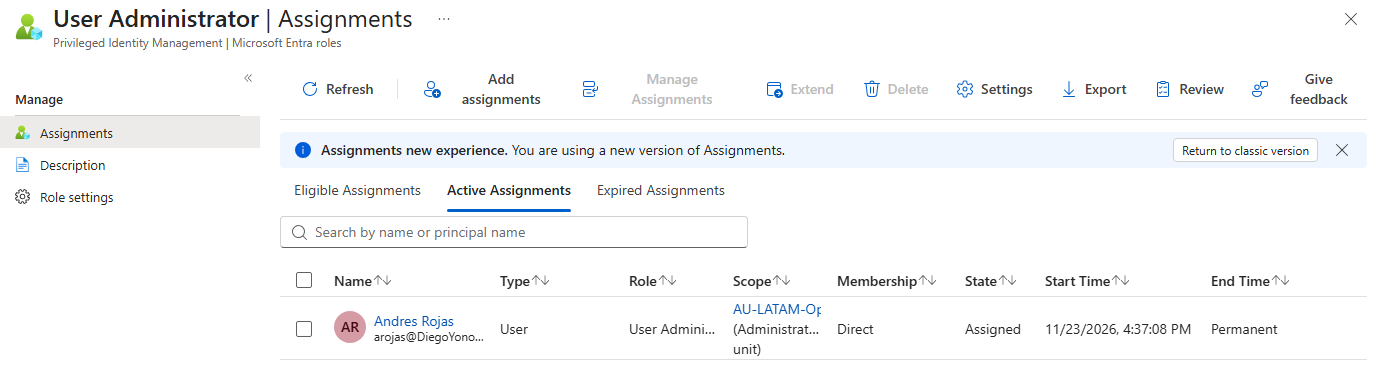 User Administrator | Assignments ...
Privileged Identity Management | Microsoft Entra roles
Manage
Assignments
Description
Role settings
Refresh
Add assignments
Manage Assignments
Extend
Delete
Settings
Export
Review
Give feedback
Assignments new experience. You are using a new version of Assignments.
Return to classic version
Eligible Assignments
Active Assignments
Expired Assignments
Search by name or principal name
Name Type Role Scope Membership State Start Time End Time
AR
Andres Rojas
arojas@DiegoYono...
User
User Admini...
AU-LATAM-Op
(Administrat...
unit)
Direct
Assigned
11/23/2026, 4:37:08 PM
Permanent